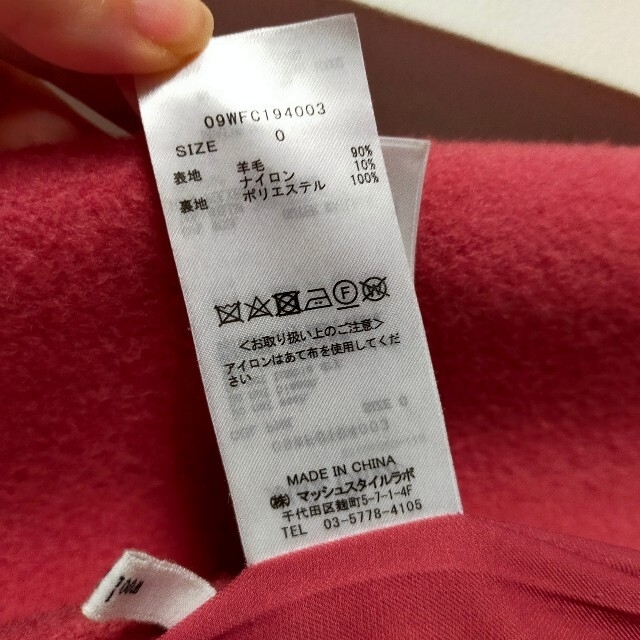 09WFC194003
SIZE 0
表地 羊毛 90%
ナイロン 10%
裏地 ポリエステル 100%
F W
<お取り扱い上のご注意>
アイロンはあて布を使用してくだ
さい
MADE IN CHINA
(株) マッシュスタイルラボ
千代田区麹町5-7-1-4F
TEL 03-5778-4105